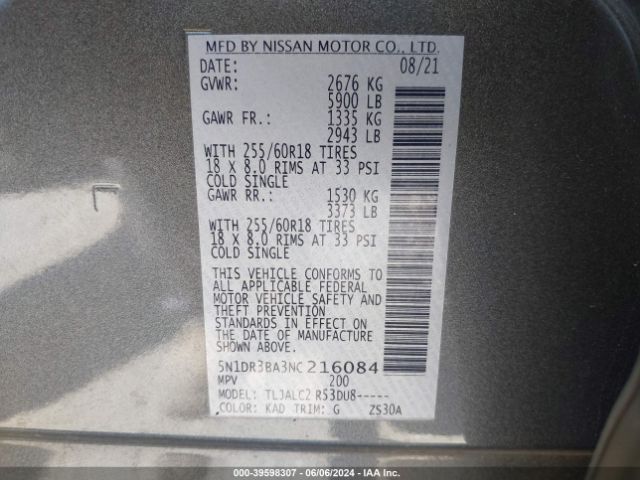 MFD BY NISSAN MOTOR CO., LTD.
DATE: 08/21
GVWR: 2676 KG
5900 LB
GAWR FR.: 1335 KG
2943 LB
WITH 255/60R18 TIRES
18 X 8.0 RIMS AT 33 PSI
COLD SINGLE
GAWR RR.: 1530 KG
3373 LB
WITH 255/60R18 TIRES
18 X 8.0 RIMS AT 33 PSI
COLD SINGLE
THIS VEHICLE CONFORMS TO
ALL APPLICABLE FEDERAL
MOTOR VEHICLE SAFETY AND
THEFT PREVENTION
STANDARDS IN EFFECT ON
THE DATE OF MANUFACTURE
SHOWN ABOVE.
5N1DR3BA3NC216084
MPV 200
MODEL: TLJALC2 R53DU8-----
COLOR: KAD TRIM: G ZS30A
000-39598307 - 06/06/2024 - IAA Inc.